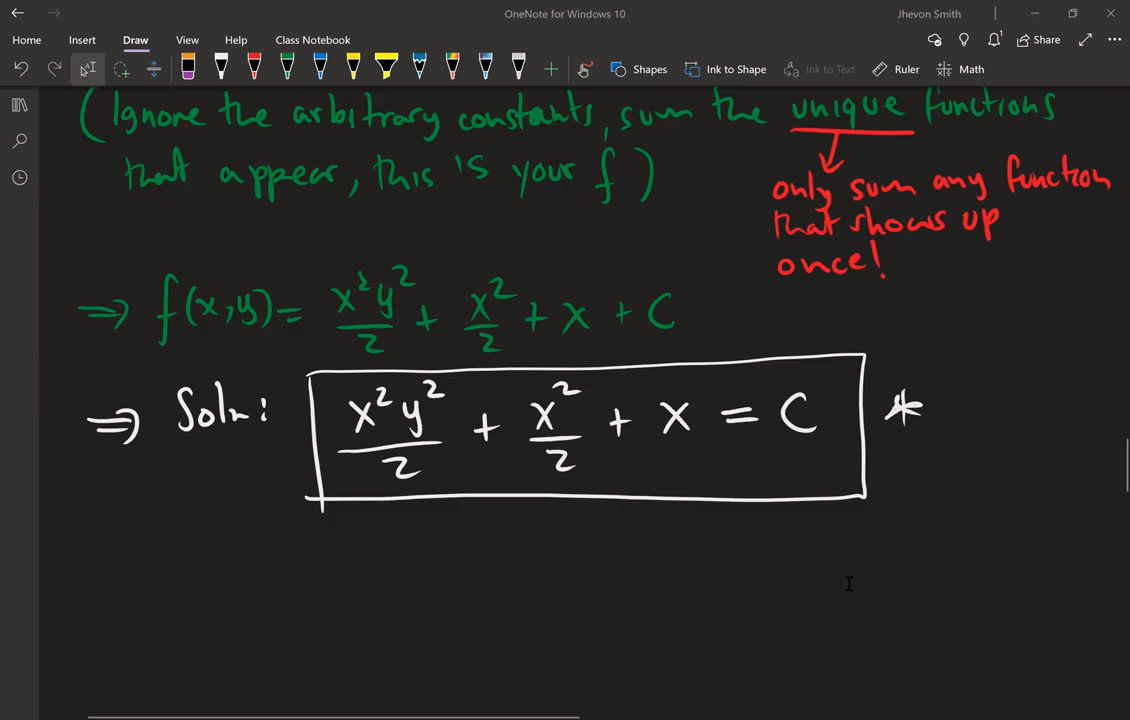 OneNote for Windows 10
Jhevon Smith
Home Insert Draw View Help Class Notebook Share
Shapes Ink to Shape Ink to Text Ruler Math
(Ignore the arbitrary constants, sum the unique functions
that appear, this is your f)
only sum any function
that shows up
once!
⇒ f(x,y) = x²y²/2 + x²/2 + x + C
⇒ Soln: x²y²/2 + x²/2 + x = C *